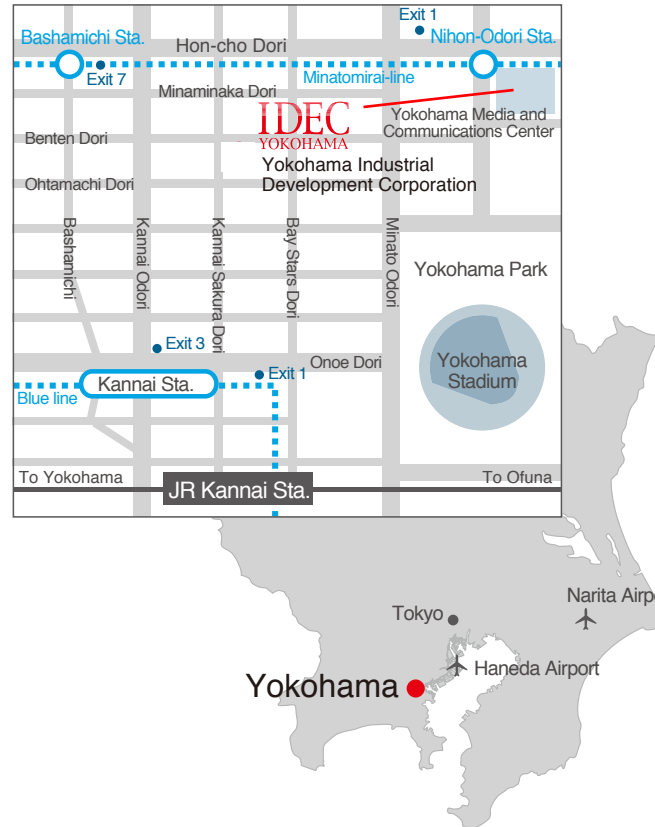 Exit 1
Bashamichi Sta.
Hon-cho Dori
Nihon-Odori Sta.
Exit 7
Minatomirai-line
Minaminaka Dori
IDEC
YOKOHAMA
Yokohama Media and
Communications Center
Benten Dori
Yokohama Industrial
Development Corporation
Ohtamachi Dori
Bashamichi
Kannai Odori
Kannai Sakura Dori
Bay Stars Dori
Minato Odori
Yokohama Park
Exit 3
Onoe Dori
Yokohama
Stadium
Exit 1
Kannai Sta.
Blue line
To Yokohama
To Ofuna
JR Kannai Sta.
Narita Airp
Tokyo
Haneda Airport
Yokohama